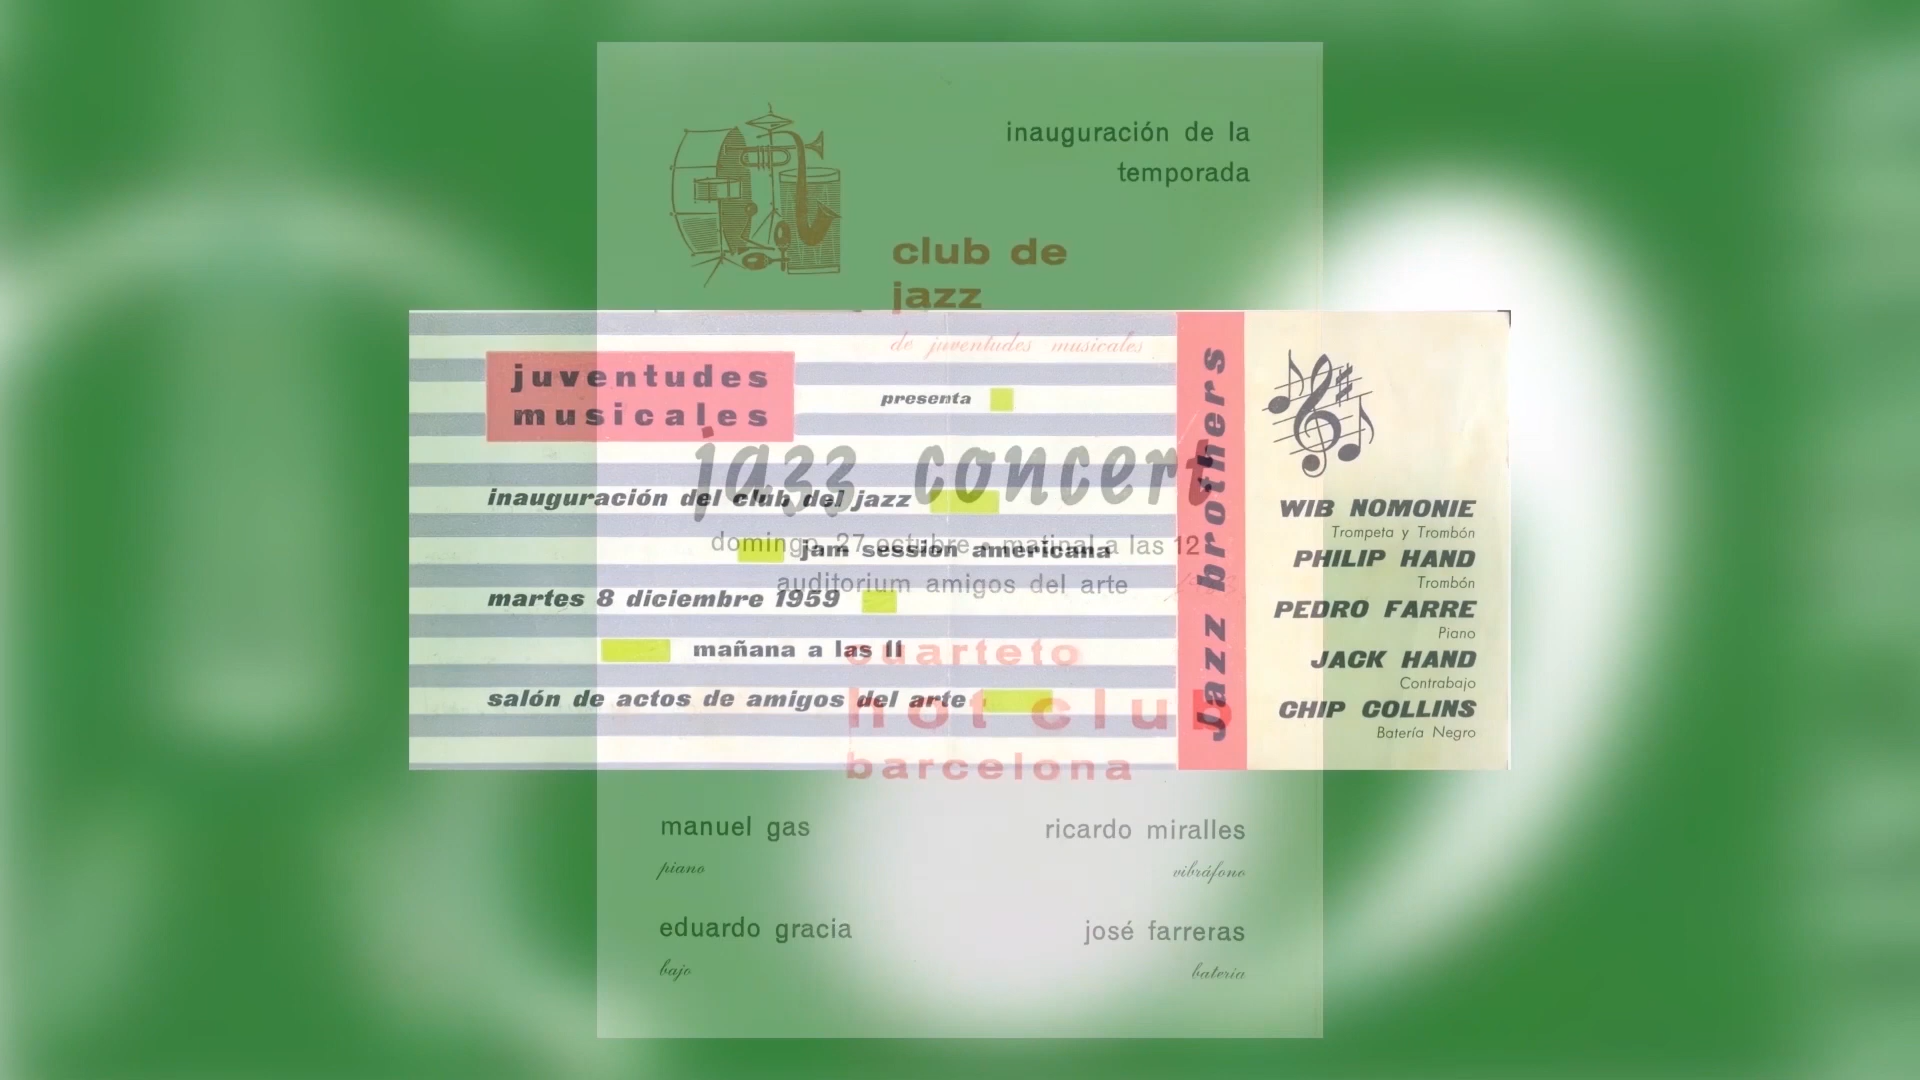 inauguración de la
temporada
club de
jazz
de juventudes musicales
jazz concert
domingo 27 octubre - matinal a las 12
auditorium amigos del arte
cuarteto
hot club
barcelona
manuel gas
piano
ricardo miralles
vibráfono
eduardo gracia
bajo
josé farreras
bateria
juventudes
musicales
presenta
inauguración del club del jazz
jam session americana
martes 8 diciembre 1959
mañana a las 11
salón de actos de amigos del arte
Jazz brothers
WIB NOMONIE
Trompeta y Trombón
PHILIP HAND
Trombón
PEDRO FARRE
Piano
JACK HAND
Contrabajo
CHIP COLLINS
Batería Negro